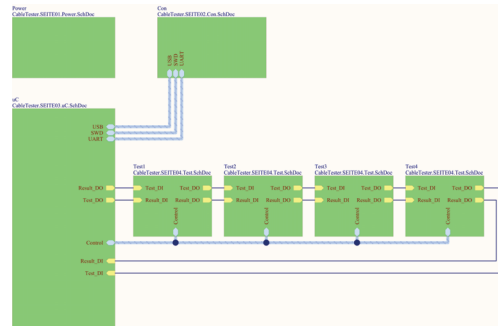 Power
CableTester.SEITE01.Power.SchDoc
Con
CableTester.SEITE02.Con.SchDoc
USB
SWD
UART
uC
CableTester.SEITE03.uC.SchDoc
USB
SWD
UART
Test1
CableTester.SEITE04.Test.SchDoc
Test2
CableTester.SEITE04.Test.SchDoc
Test3
CableTester.SEITE04.Test.SchDoc
Test4
CableTester.SEITE04.Test.SchDoc
Result_DO
Test_DI
Test_DO
Test_DI
Test_DO
Test_DI
Test_DO
Test_DI
Test_DO
Test_DO
Result_DI
Result_DO
Result_DI
Result_DO
Result_DI
Result_DO
Result_DI
Result_DO
Control
Control
Control
Control
Control
Result_DI
Test_DI